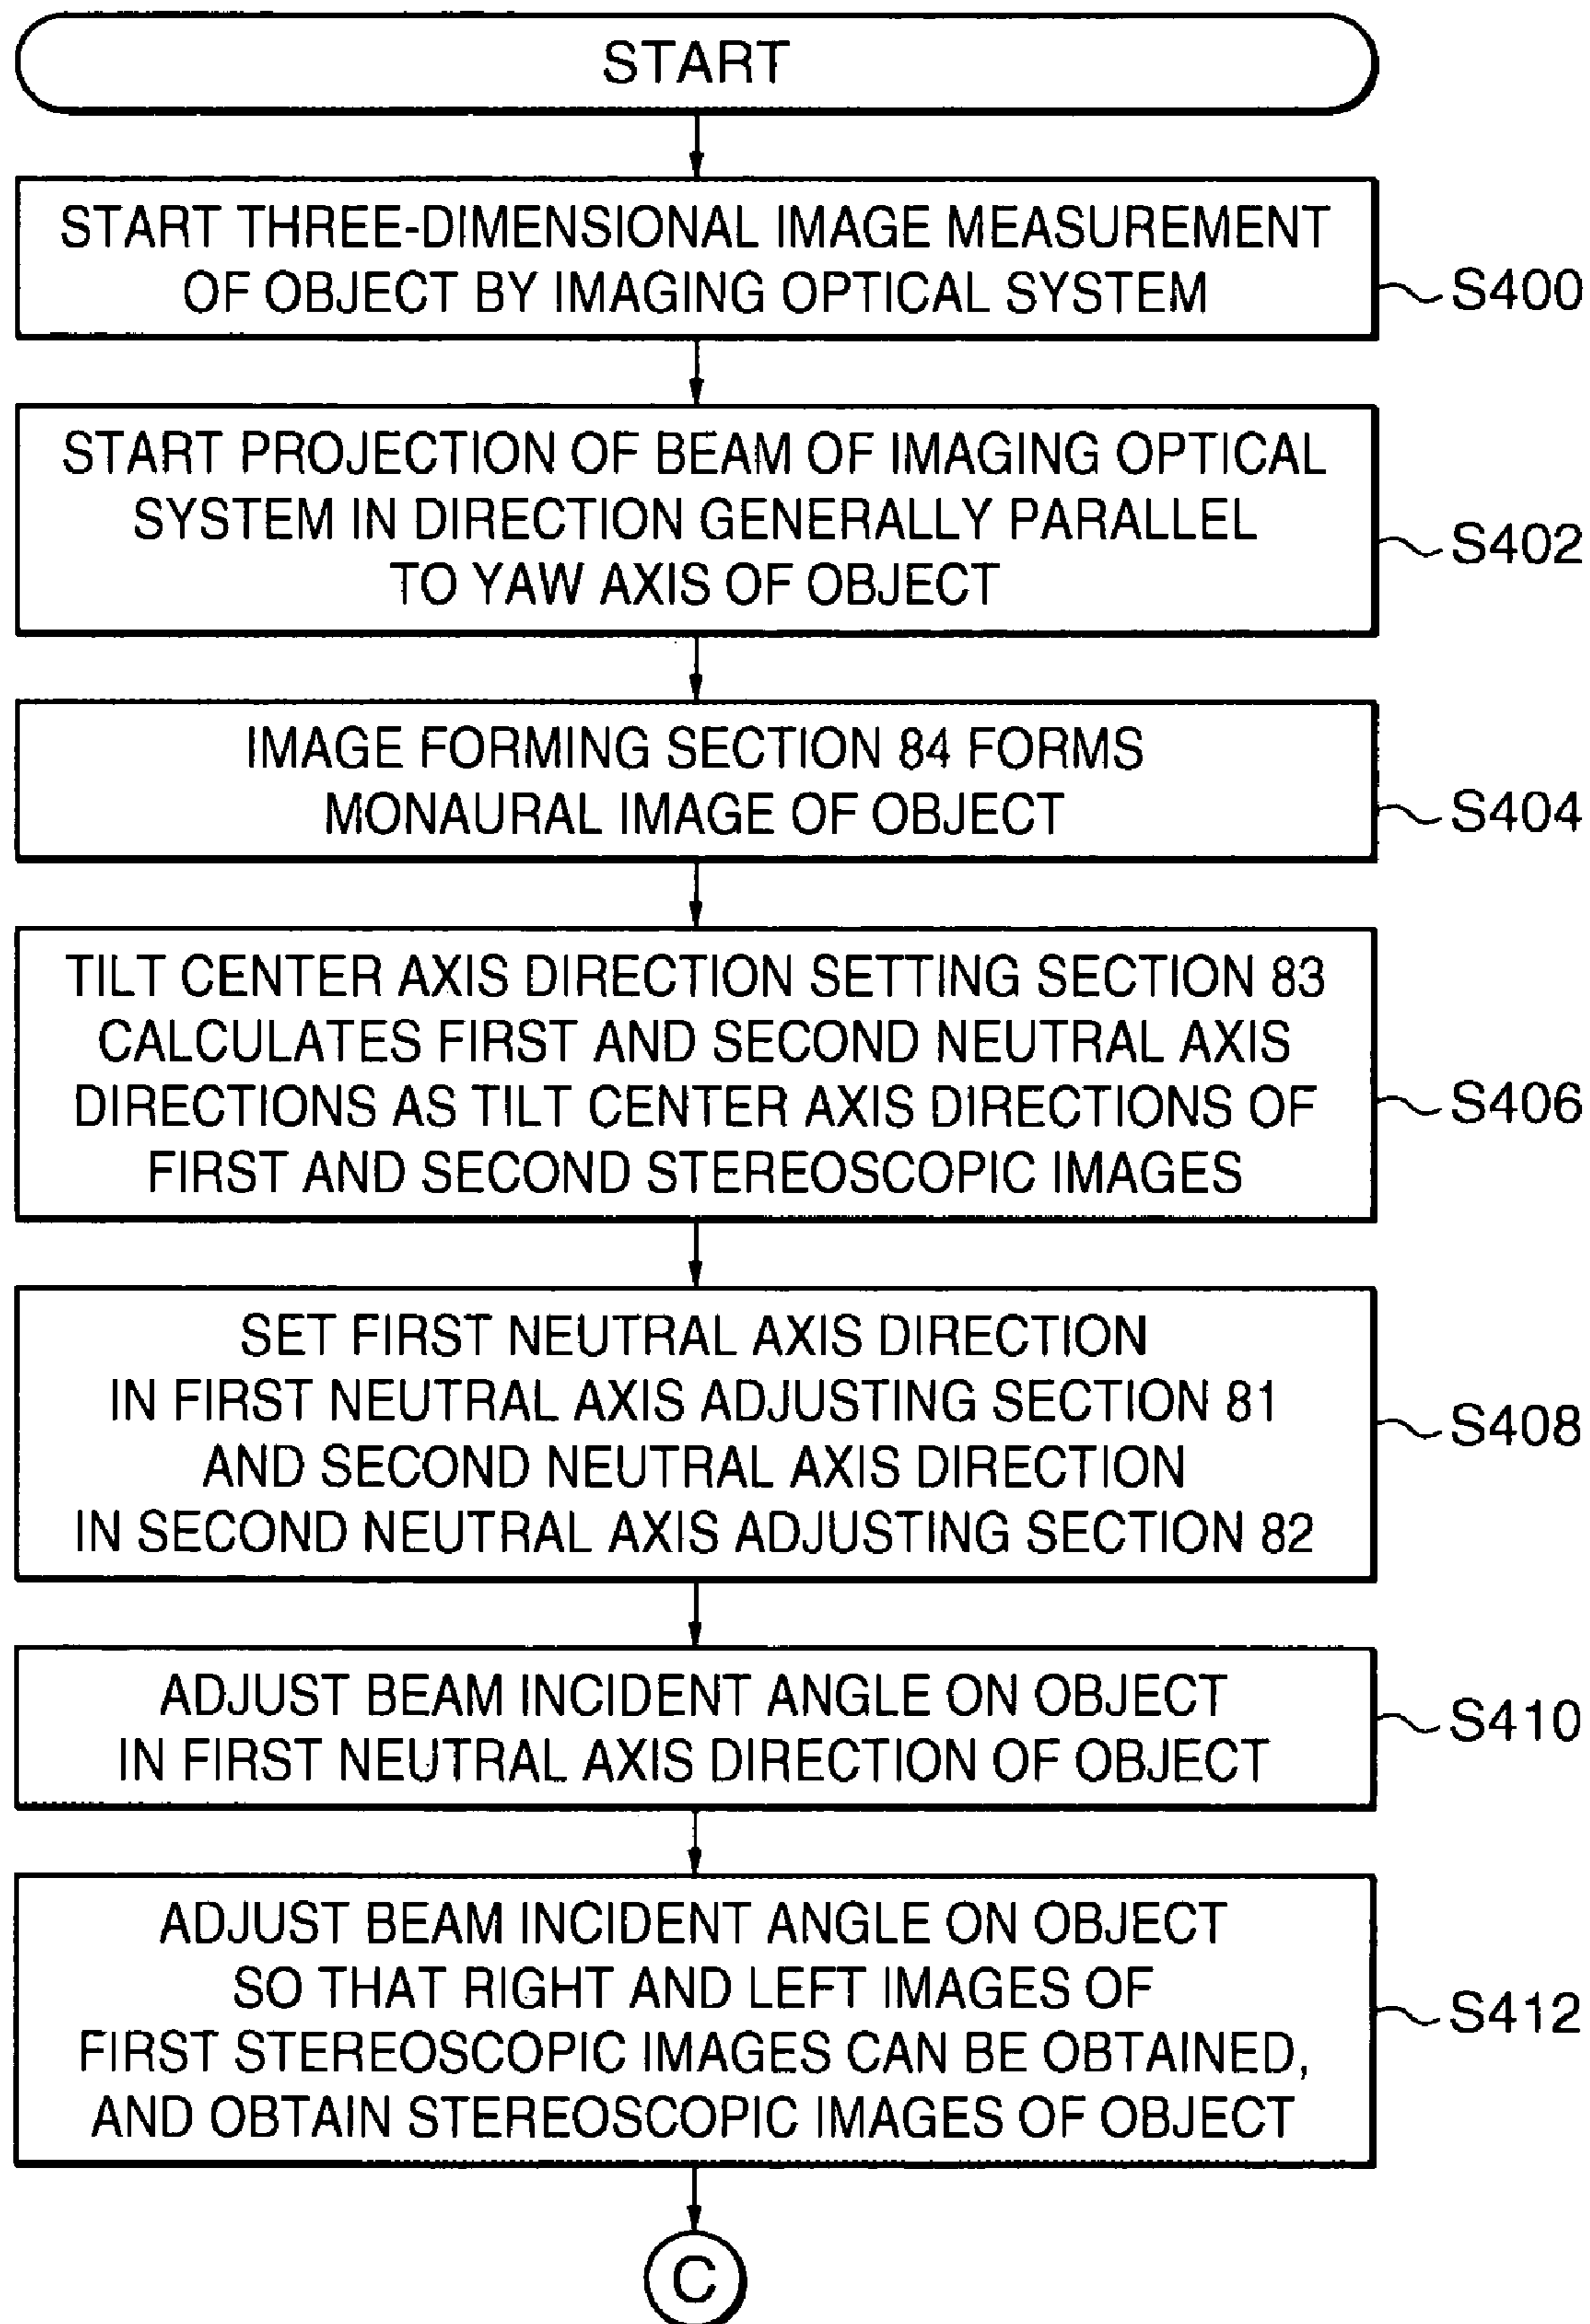 START
START THREE-DIMENSIONAL IMAGE MEASUREMENT
OF OBJECT BY IMAGING OPTICAL SYSTEM
S400
START PROJECTION OF BEAM OF IMAGING OPTICAL
SYSTEM IN DIRECTION GENERALLY PARALLEL
TO YAW AXIS OF OBJECT
S402
IMAGE FORMING SECTION 84 FORMS
MONAURAL IMAGE OF OBJECT
S404
TILT CENTER AXIS DIRECTION SETTING SECTION 83
CALCULATES FIRST AND SECOND NEUTRAL AXIS
DIRECTIONS AS TILT CENTER AXIS DIRECTIONS OF
FIRST AND SECOND STEREOSCOPIC IMAGES
S406
SET FIRST NEUTRAL AXIS DIRECTION
IN FIRST NEUTRAL AXIS ADJUSTING SECTION 81
AND SECOND NEUTRAL AXIS DIRECTION
IN SECOND NEUTRAL AXIS ADJUSTING SECTION 82
S408
ADJUST BEAM INCIDENT ANGLE ON OBJECT
IN FIRST NEUTRAL AXIS DIRECTION OF OBJECT
S410
ADJUST BEAM INCIDENT ANGLE ON OBJECT
SO THAT RIGHT AND LEFT IMAGES OF
FIRST STEREOSCOPIC IMAGES CAN BE OBTAINED,
AND OBTAIN STEREOSCOPIC IMAGES OF OBJECT
S412
C